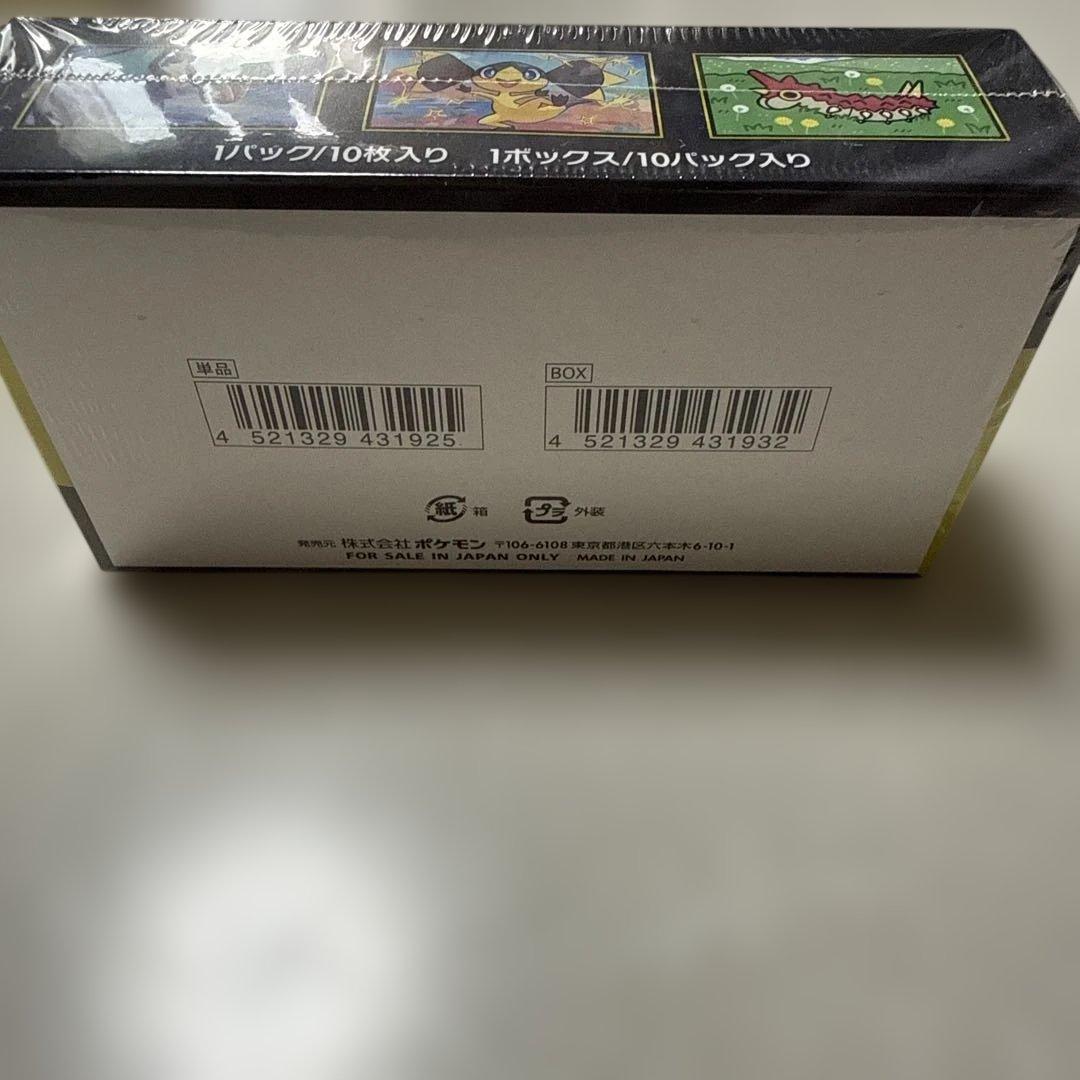 1パック/10枚入り 1ボックス/10パック入り
単品
4 521329 431925
BOX
4 521329 431932
紙 箱 プラ 外装
発売元 株式会社 ポケモン 〒106-6108 東京都港区六本木6-10-1
FOR SALE IN JAPAN ONLY MADE IN JAPAN